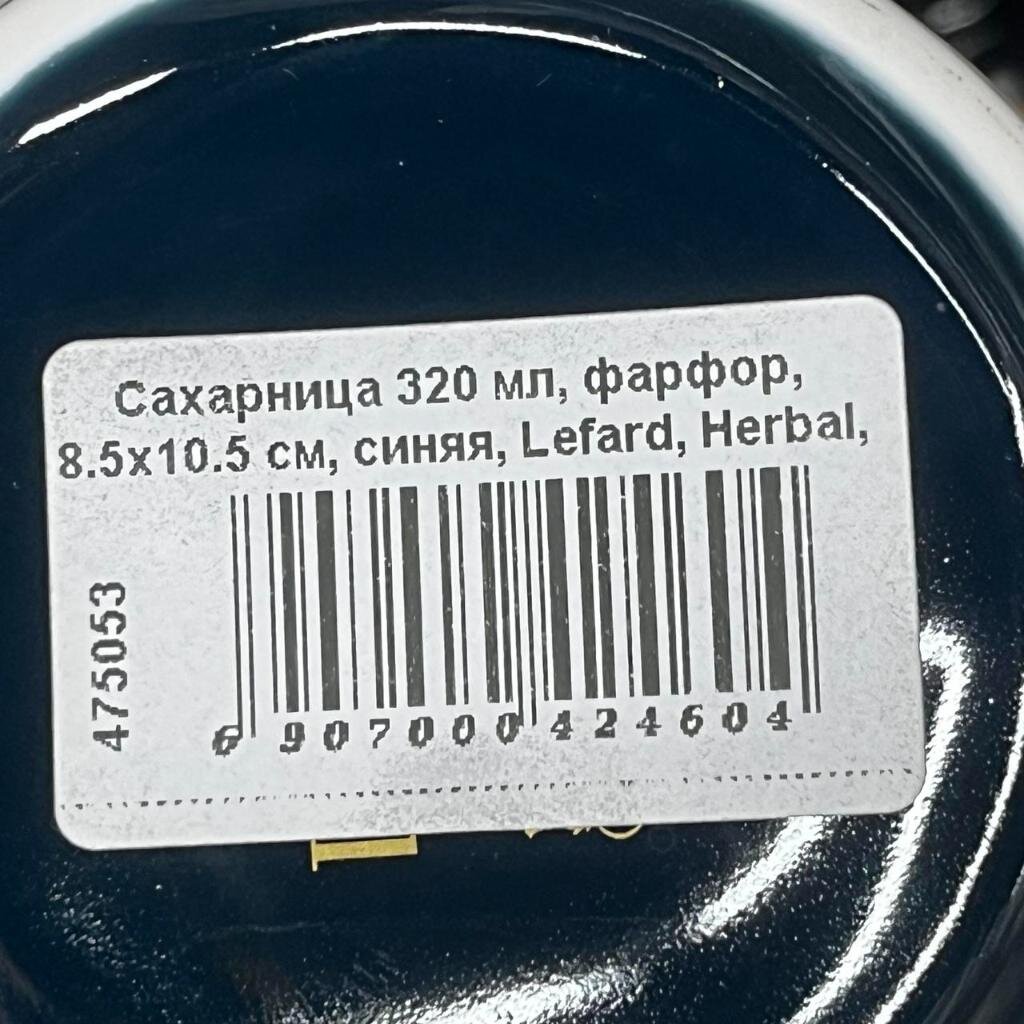 Сахарница 320 мл, фарфор,
8.5x10.5 см, синяя, Lefard, Herbal,
475053
6 907000 424604